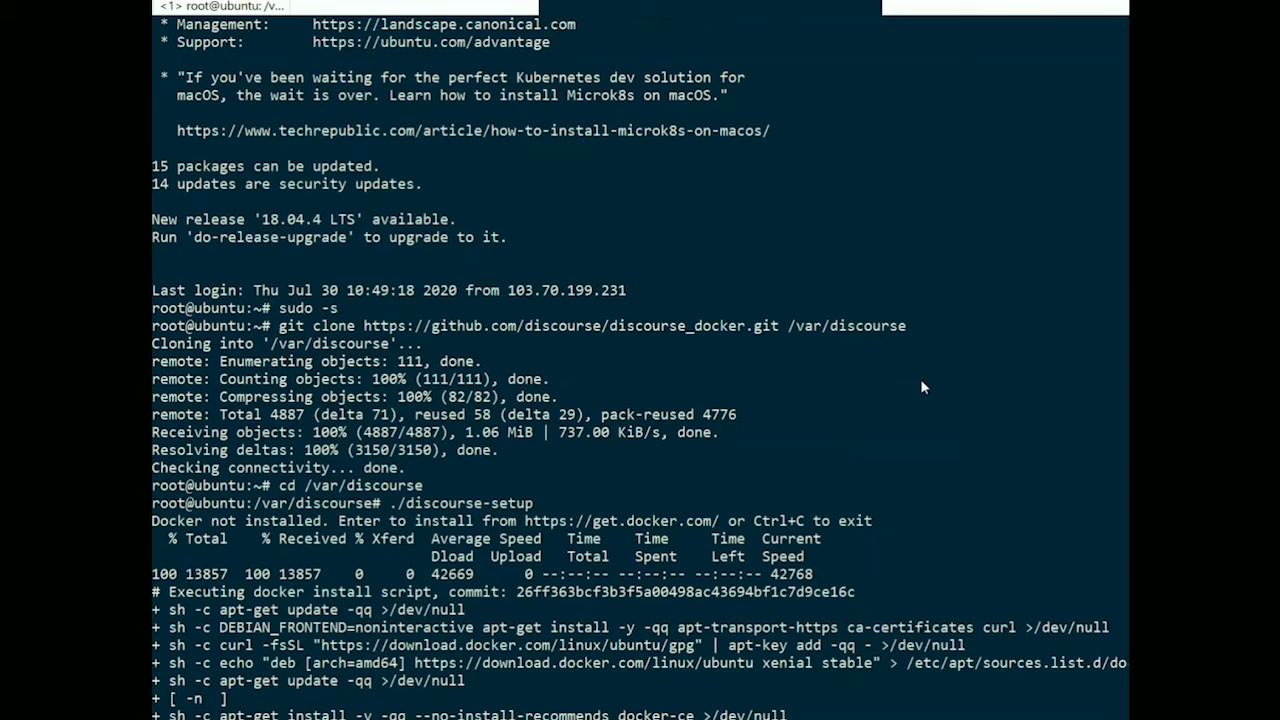 <1> root@ubuntu: /v...
* Management: https://landscape.canonical.com
* Support: https://ubuntu.com/advantage
* "If you've been waiting for the perfect Kubernetes dev solution for
macOS, the wait is over. Learn how to install Microk8s on macOS."
https://www.techrepublic.com/article/how-to-install-microk8s-on-macos/
15 packages can be updated.
14 updates are security updates.
New release '18.04.4 LTS' available.
Run 'do-release-upgrade' to upgrade to it.
Last login: Thu Jul 30 10:49:18 2020 from 103.70.199.231
root@ubuntu:~# sudo -s
root@ubuntu:~# git clone https://github.com/discourse/discourse_docker.git /var/discourse
Cloning into '/var/discourse'...
remote: Enumerating objects: 111, done.
remote: Counting objects: 100% (111/111), done.
remote: Compressing objects: 100% (82/82), done.
remote: Total 4887 (delta 71), reused 58 (delta 29), pack-reused 4776
Receiving objects: 100% (4887/4887), 1.06 MiB | 737.00 KiB/s, done.
Resolving deltas: 100% (3150/3150), done.
Checking connectivity... done.
root@ubuntu:~# cd /var/discourse
root@ubuntu:/var/discourse# ./discourse-setup
Docker not installed. Enter to install from https://get.docker.com/ or Ctrl+C to exit
% Total % Received % Xferd Average Speed Time Time Time Current
Dload Upload Total Spent Left Speed
100 13857 100 13857 0 0 42669 0 --:--:-- --:--:-- --:--:-- 42768
# Executing docker install script, commit: 26ff363bcf3b3f5a00498ac43694bf1c7d9ce16c
+ sh -c apt-get update -qq >/dev/null
+ sh -c DEBIAN_FRONTEND=noninteractive apt-get install -y -qq apt-transport-https ca-certificates curl >/dev/null
+ sh -c curl -fsSL "https://download.docker.com/linux/ubuntu/gpg" | apt-key add -qq - >/dev/null
+ sh -c echo "deb [arch=amd64] https://download.docker.com/linux/ubuntu xenial stable" > /etc/apt/sources.list.d/do
+ sh -c apt-get update -qq >/dev/null
+ [ -n ]
+ sh -c apt-get install -y -qq --no-install-recommends docker-ce >/dev/null